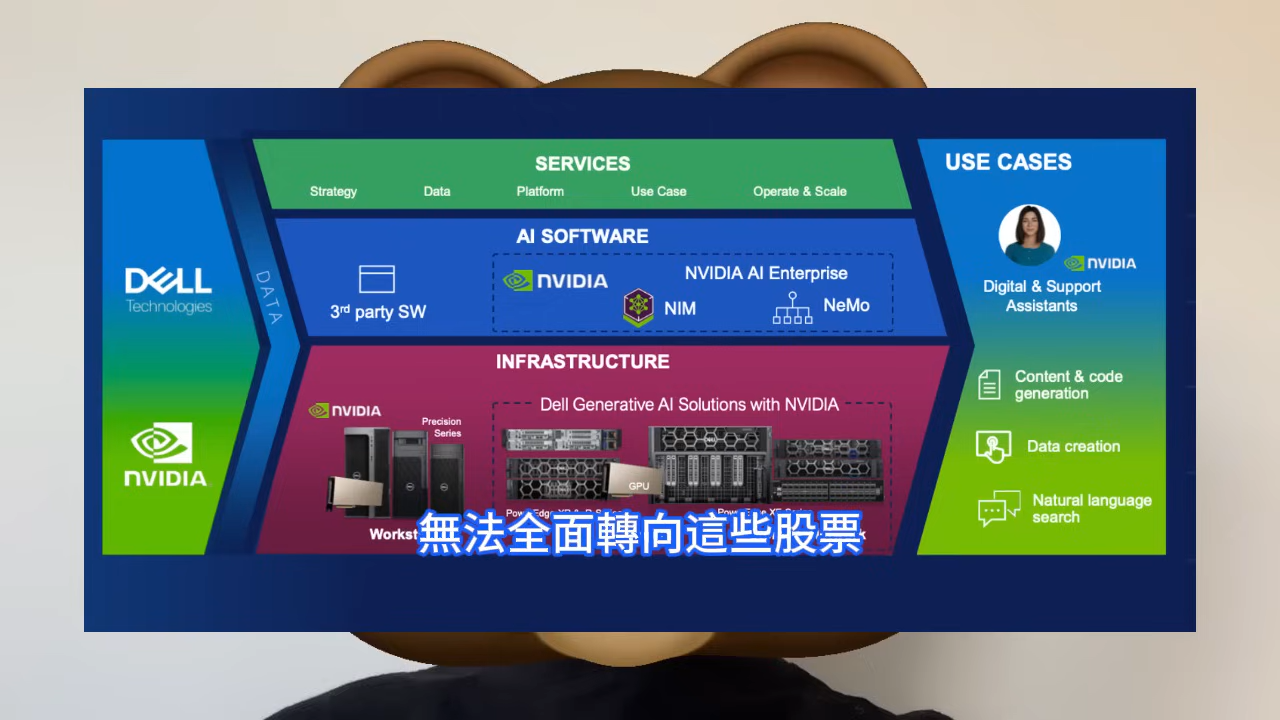 DELL
Technologies
NVIDIA
DATA
SERVICES
Strategy Data Platform Use Case Operate & Scale
AI SOFTWARE
3rd party SW
NVIDIA
NVIDIA AI Enterprise
NIM
NeMo
INFRASTRUCTURE
NVIDIA
Precision
Series
Dell Generative AI Solutions with NVIDIA
GPU
無法全面轉向這些股票
USE CASES
NVIDIA
Digital & Support
Assistants
Content & code
generation
Data creation
Natural language
search